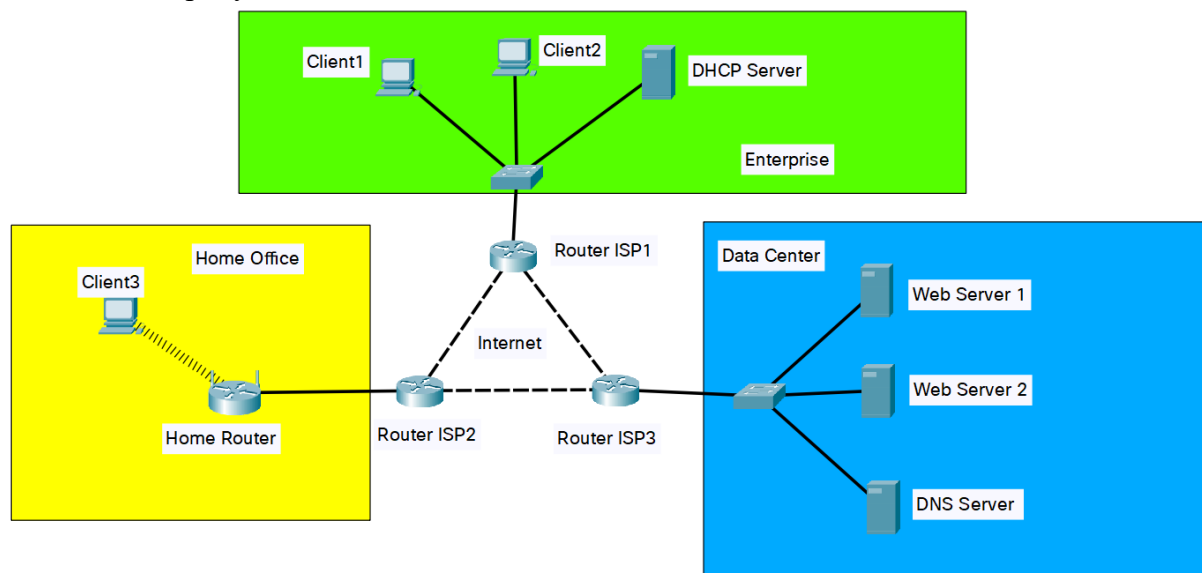 Client1
Client2
DHCP Server
Enterprise
Home Office
Client3
Home Router
Router ISP1
Internet
Router ISP2
Router ISP3
Data Center
Web Server 1
Web Server 2
DNS Server